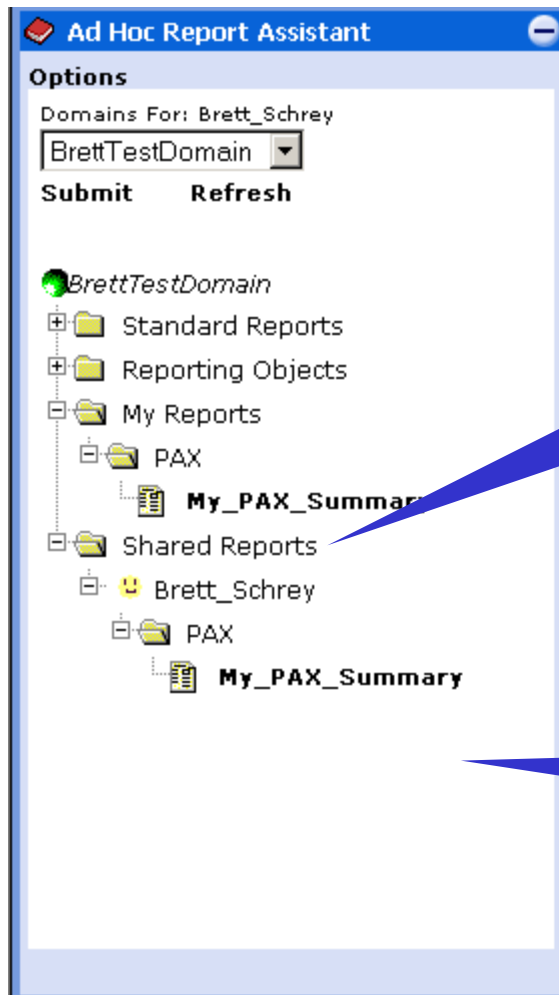 Ad Hoc Report Assistant
Options
Domains For: Brett_Schrey
BrettTestDomain
Submit Refresh
BrettTestDomain
Standard Reports
Reporting Objects
My Reports
PAX
My_PAX_Summary
Shared Reports
Brett_Schrey
PAX
My_PAX_Summary